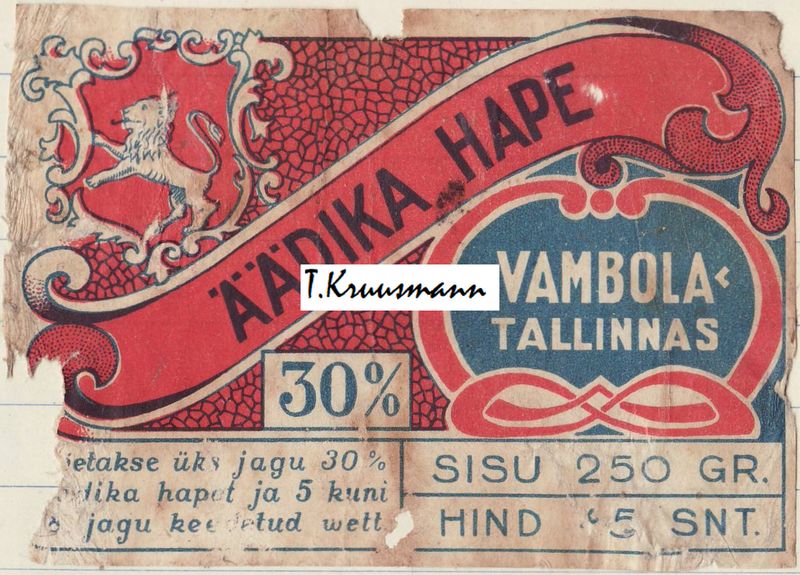 ÄÄDIKA HAPE
T.Kruusmann
VAMBOLA
TALLINNAS
30%
üks jagu 30%
hapet ja 5 kuni
jagu wett
SISU 250 GR.
HIND SNT.